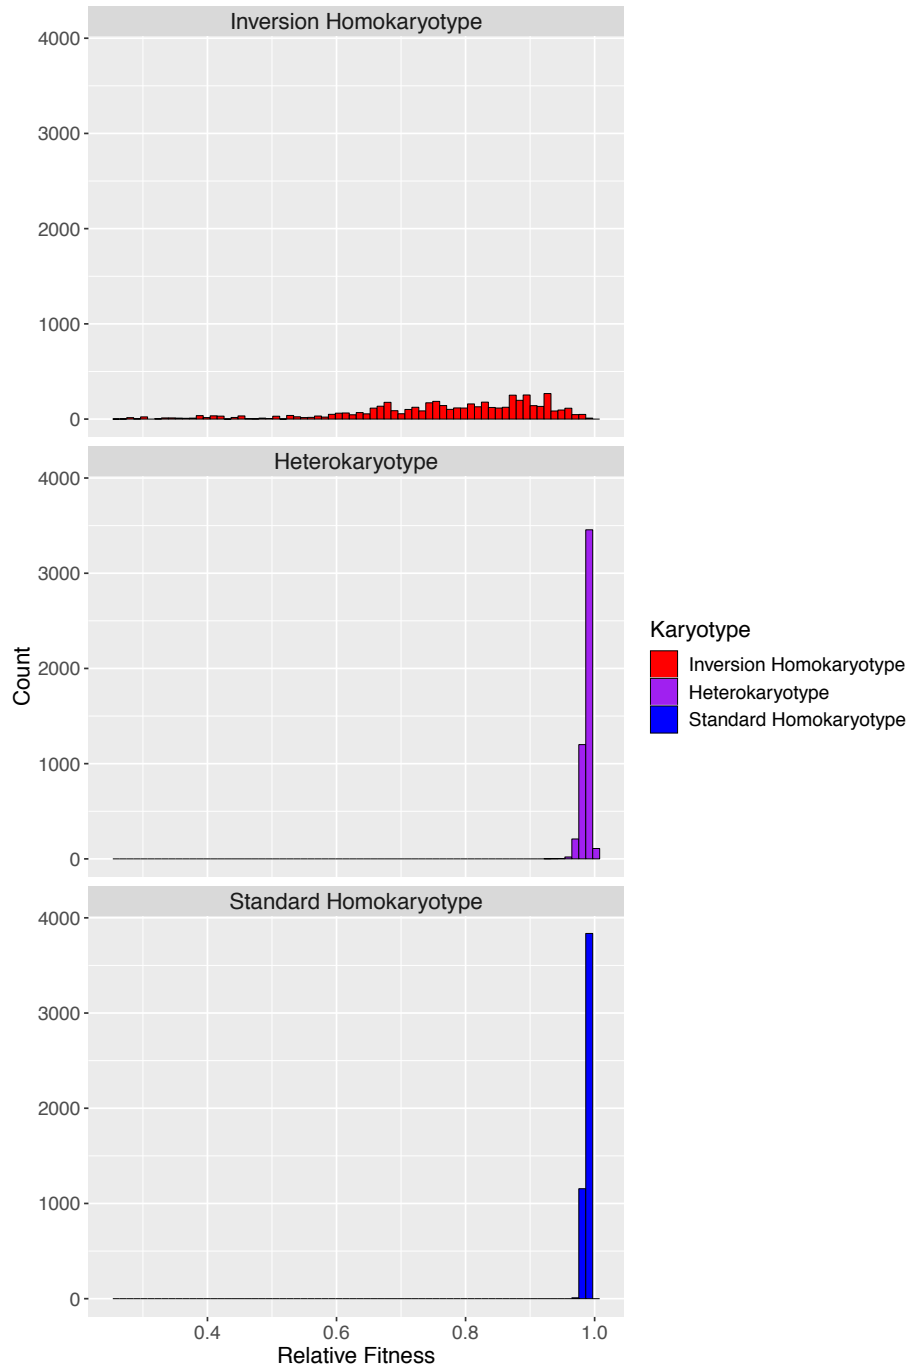 Inversion Homokaryotype
4000
3000
2000
1000
0
Heterokaryotype
4000
3000
2000
1000
0
Standard Homokaryotype
4000
3000
2000
1000
0
0.4 0.6 0.8 1.0
Relative Fitness
Count
Karyotype
Inversion Homokaryotype
Heterokaryotype
Standard Homokaryotype